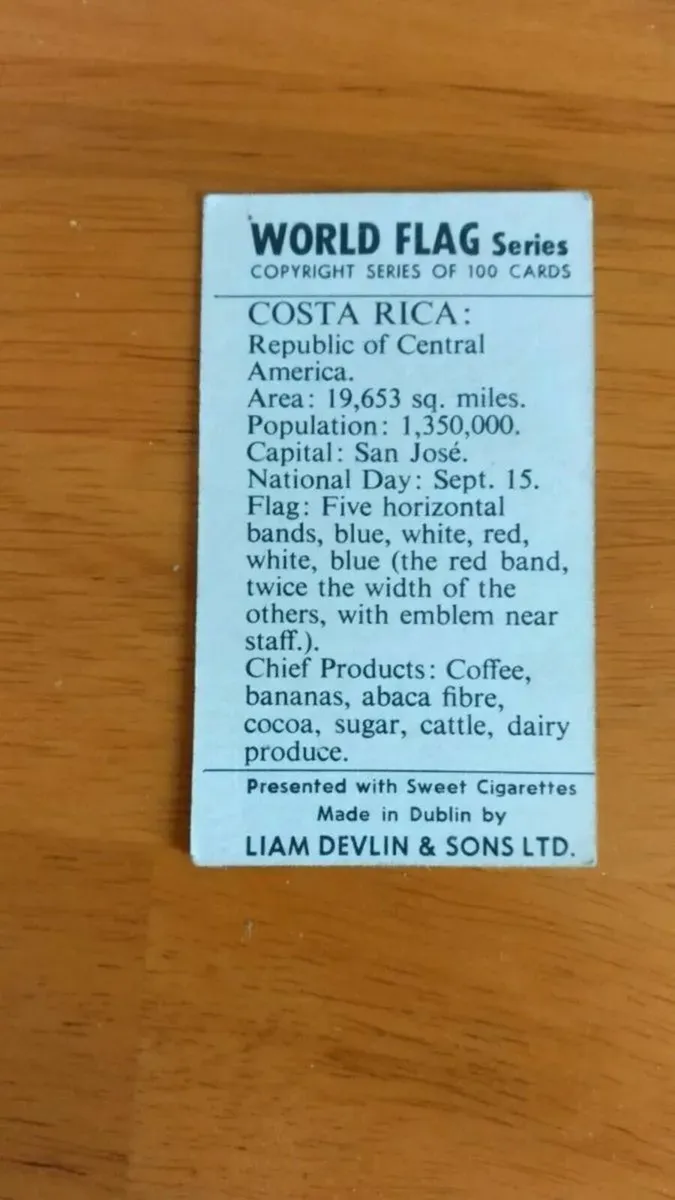 WORLD FLAG Series
COPYRIGHT SERIES OF 100 CARDS
COSTA RICA:
Republic of Central
America.
Area: 19,653 sq. miles.
Population: 1,350,000.
Capital: San José.
National Day: Sept. 15.
Flag: Five horizontal
bands, blue, white, red,
white, blue (the red band,
twice the width of the
others, with emblem near
staff.).
Chief Products: Coffee,
bananas, abaca fibre,
cocoa, sugar, cattle, dairy
produce.
Presented with Sweet Cigarettes
Made in Dublin by
LIAM DEVLIN & SONS LTD.